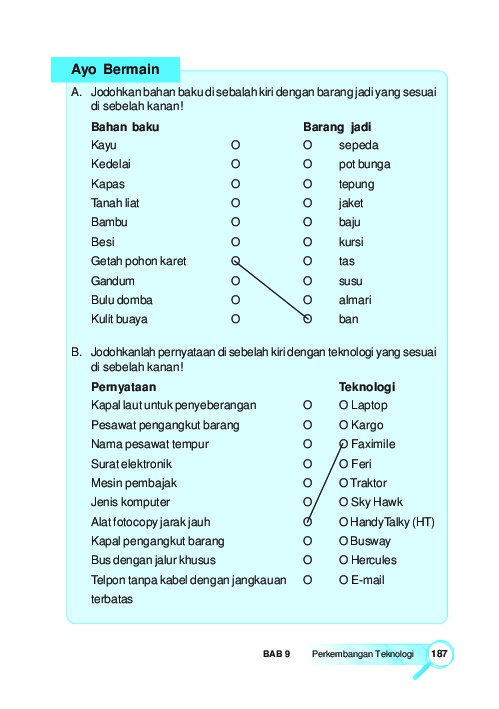 Ayo Bermain
A. Jodohkan bahan baku di sebalah kiri dengan barang jadi yang sesuai
di sebelah kanan!
Bahan baku Barang jadi
Kayu O O sepeda
Kedelai O O pot bunga
Kapas O O tepung
Tanah liat O O jaket
Bambu O O baju
Besi O O kursi
Getah pohon karet O O tas
Gandum O O susu
Bulu domba O O almari
Kulit buaya O O ban
B. Jodohkanlah pernyataan di sebelah kiri dengan teknologi yang sesuai
di sebelah kanan!
Pernyataan Teknologi
Kapal laut untuk penyeberangan O O Laptop
Pesawat pengangkut barang O O Kargo
Nama pesawat tempur O O Faximile
Surat elektronik O O Feri
Mesin pembajak O O Traktor
Jenis komputer O O Sky Hawk
Alat fotocopy jarak jauh O O HandyTalky (HT)
Kapal pengangkut barang O O Busway
Bus dengan jalur khusus O O Hercules
Telpon tanpa kabel dengan jangkauan O O E-mail
terbatas
BAB 9 Perkembangan Teknologi 187